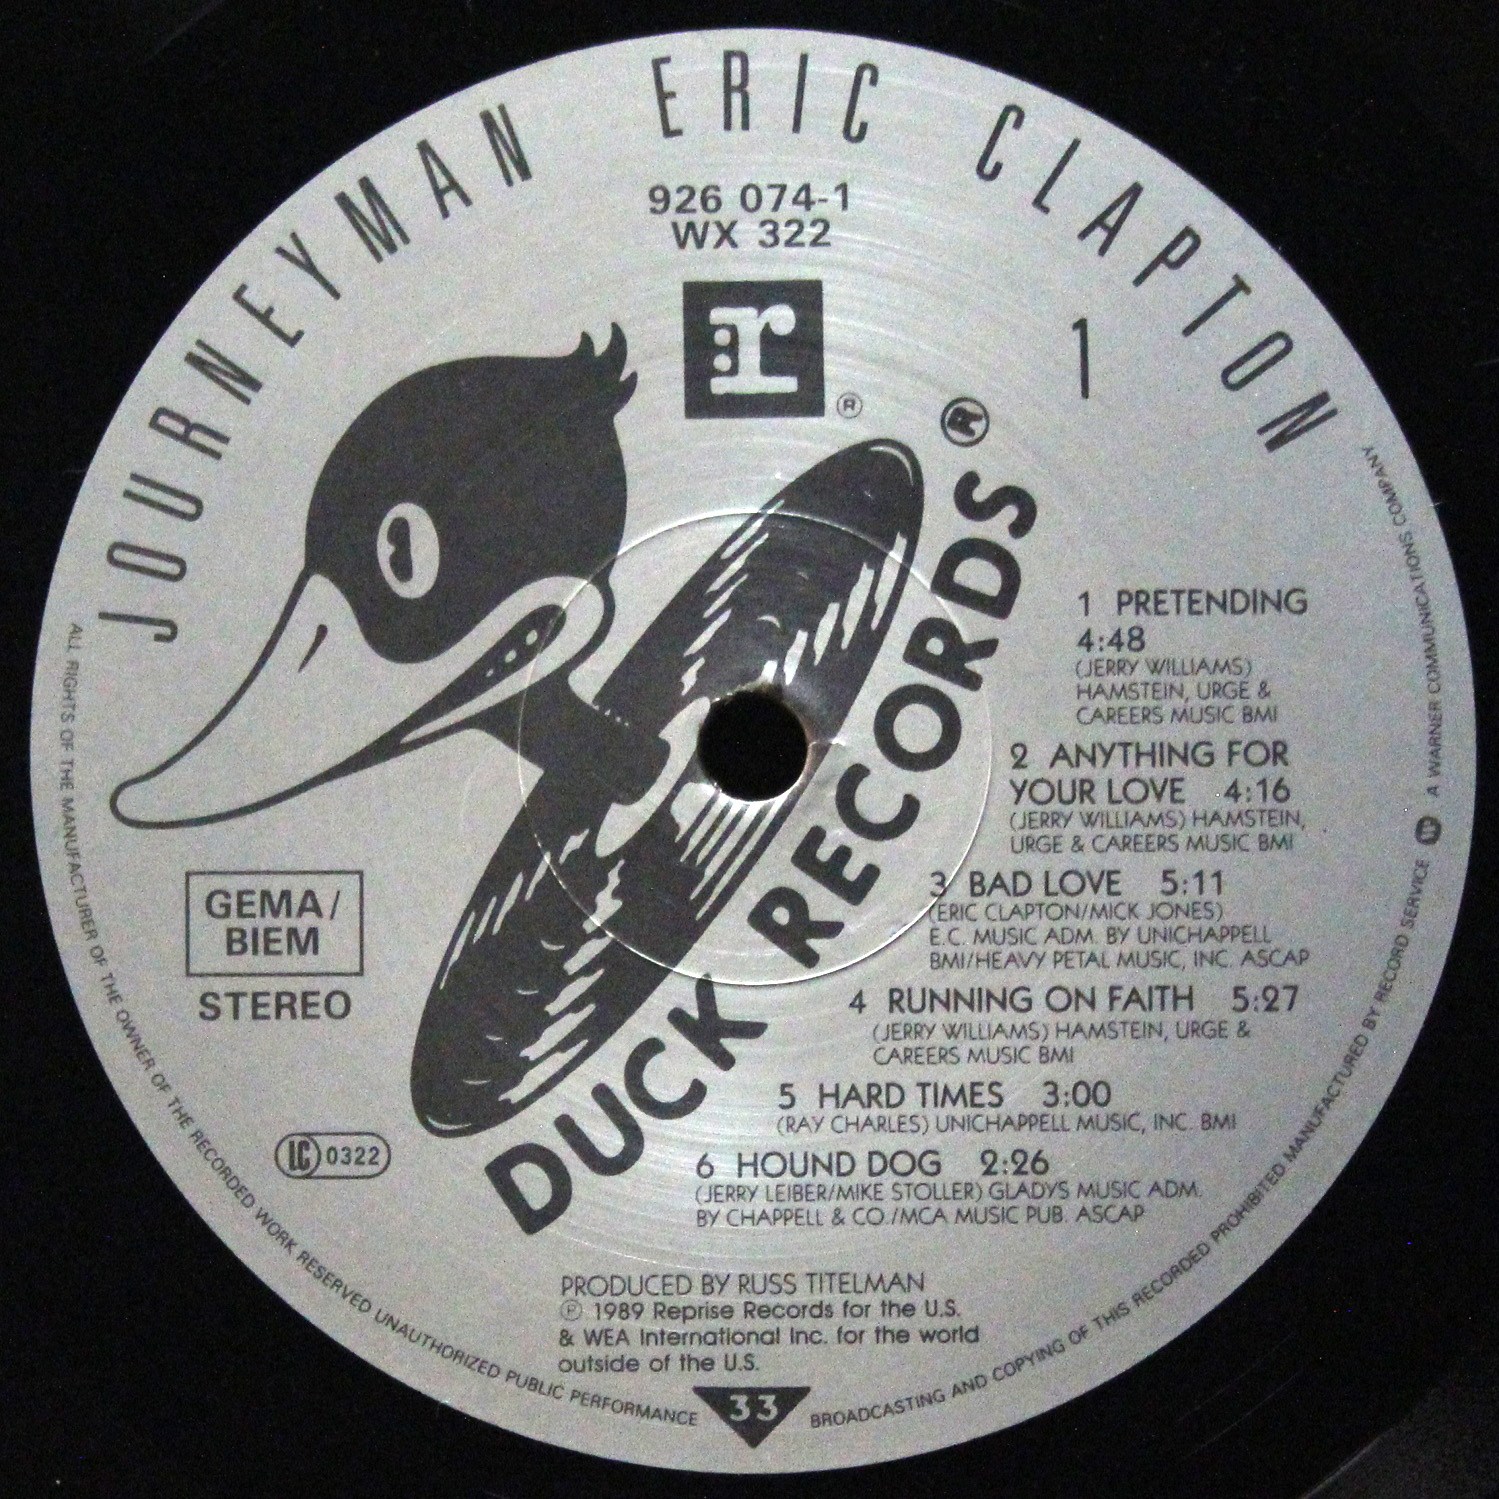 JOURNEYMAN ERIC CLAPTON
926 074-1
WX 322
r
®
1
DUCK RECORDS®
1 PRETENDING
4:48
(JERRY WILLIAMS)
HAMSTEIN, URGE &
CAREERS MUSIC BMI
2 ANYTHING FOR
YOUR LOVE 4:16
(JERRY WILLIAMS) HAMSTEIN,
URGE & CAREERS MUSIC BMI
3 BAD LOVE 5:11
(ERIC CLAPTON/MICK JONES)
E.C. MUSIC ADM. BY UNICHAPPELL
BMI/HEAVY PETAL MUSIC, INC. ASCAP
4 RUNNING ON FAITH 5:27
(JERRY WILLIAMS) HAMSTEIN, URGE &
CAREERS MUSIC BMI
5 HARD TIMES 3:00
(RAY CHARLES) UNICHAPPELL MUSIC, INC. BMI
6 HOUND DOG 2:26
(JERRY LEIBER/MIKE STOLLER) GLADYS MUSIC ADM.
BY CHAPPELL & CO./MCA MUSIC PUB. ASCAP
GEMA/
BIEM
STEREO
LC 0322
PRODUCED BY RUSS TITELMAN
℗ 1989 Reprise Records for the U.S.
& WEA International Inc. for the world
outside of the U.S.
33
ALL RIGHTS OF THE MANUFACTURER OF THE OWNER OF THE RECORDED WORK RESERVED UNAUTHORIZED PUBLIC PERFORMANCE
BROADCASTING AND COPYING OF THIS RECORDED PROHIBITED MANUFACTURED BY RECORD SERVICE A WARNER COMMUNICATIONS COMPANY